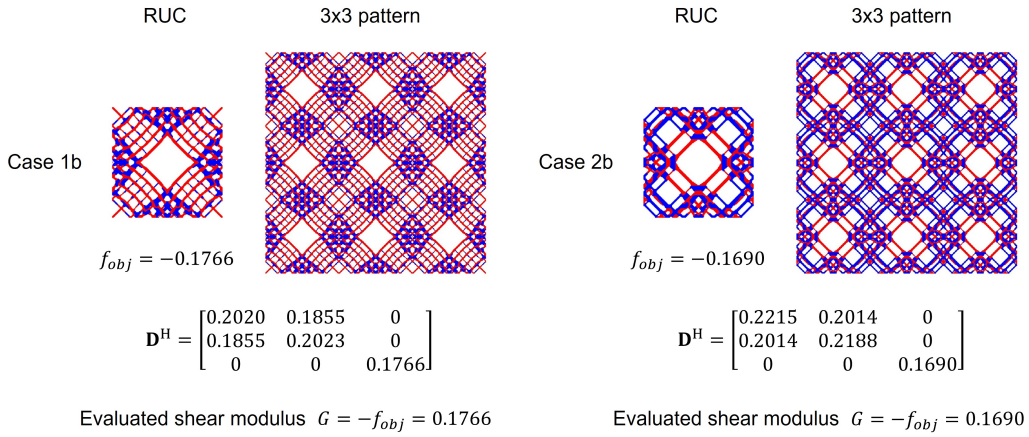 RUC 3x3 pattern
Case 1b
f_obj = −0.1766
D^H = [0.2020 0.1855 0
0.1855 0.2023 0
0 0 0.1766]
Evaluated shear modulus G = −f_obj = 0.1766
RUC 3x3 pattern
Case 2b
f_obj = −0.1690
D^H = [0.2215 0.2014 0
0.2014 0.2188 0
0 0 0.1690]
Evaluated shear modulus G = −f_obj = 0.1690